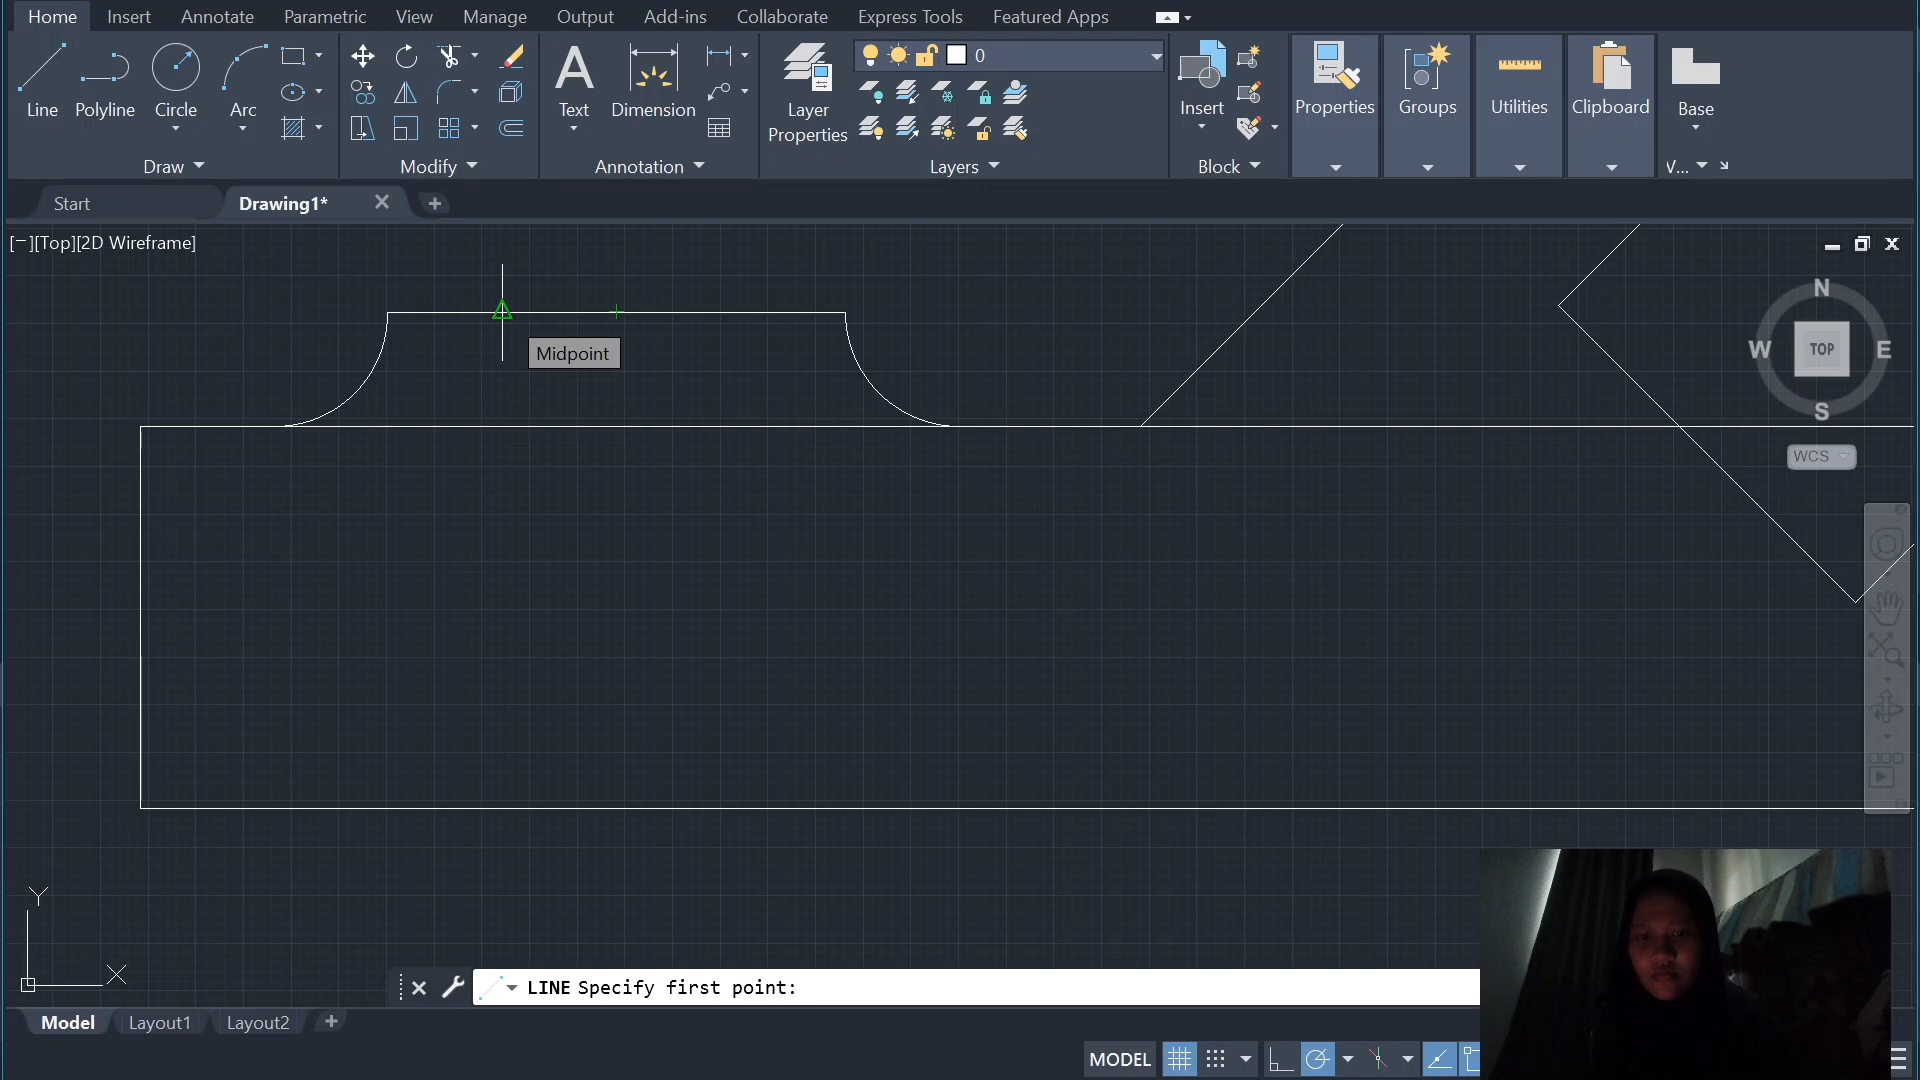 Home Insert Annotate Parametric View Manage Output Add-ins Collaborate Express Tools Featured Apps
0
Line Polyline Circle Arc
Text Dimension
Layer Properties
Insert
Properties Groups Utilities Clipboard Base
Draw Modify Annotation Layers Block V...
Start Drawing1*
[−][Top][2D Wireframe]
N
W TOP E
S
WCS
Midpoint
Y
X
LINE Specify first point:
Model Layout1 Layout2
MODEL